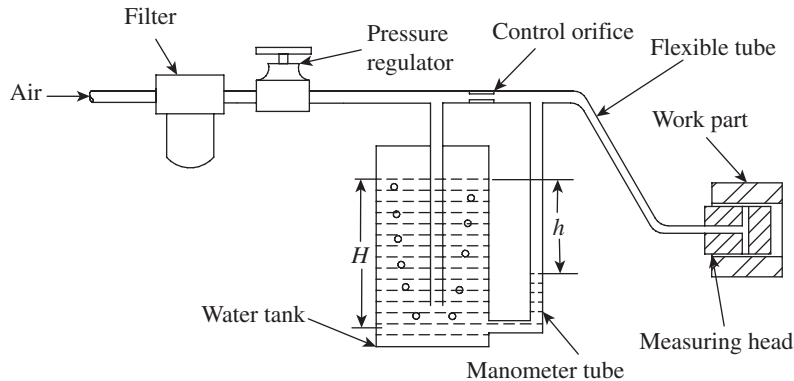 Filter
Pressure
regulator
Control orifice
Flexible tube
Air
Work part
H
h
Water tank
Manometer tube
Measuring head